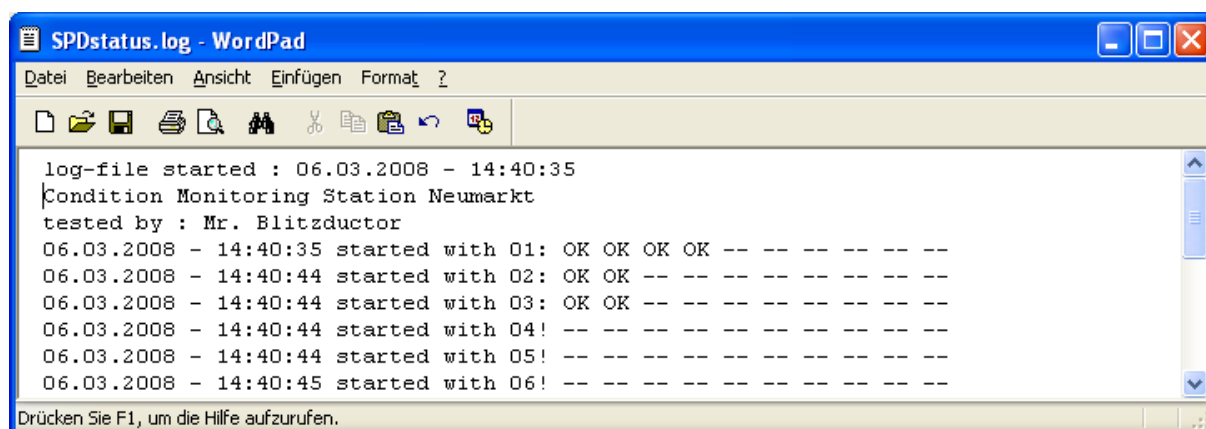 SPDstatus.log - WordPad
Datei Bearbeiten Ansicht Einfügen Format ?
log-file started : 06.03.2008 - 14:40:35
Condition Monitoring Station Neumarkt
tested by : Mr. Blitzductor
06.03.2008 - 14:40:35 started with 01: OK OK OK OK -- -- -- -- -- --
06.03.2008 - 14:40:44 started with 02: OK OK -- -- -- -- -- -- -- --
06.03.2008 - 14:40:44 started with 03: OK OK -- -- -- -- -- -- -- --
06.03.2008 - 14:40:44 started with 04! -- -- -- -- -- -- -- -- -- --
06.03.2008 - 14:40:44 started with 05! -- -- -- -- -- -- -- -- -- --
06.03.2008 - 14:40:45 started with 06! -- -- -- -- -- -- -- -- -- --
Drücken Sie F1, um die Hilfe aufzurufen.